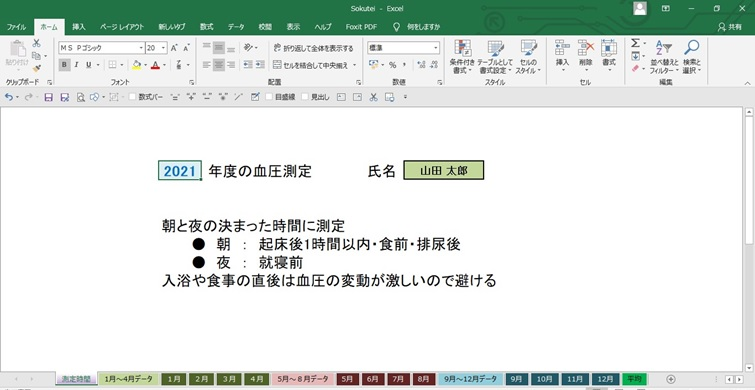 Sokutei - Excel
ファイル ホーム 挿入 ページ レイアウト 新しいタブ 数式 データ 校閲 開発 表示 ヘルプ Foxit PDF 何をしますか 共有
貼り付け ＭＳ Ｐゴシック 20 折り返して全体を表示する 標準 条件付き書式 テーブルとして書式設定 セルのスタイル 挿入 削除 書式 並べ替えとフィルター 検索と選択
B I U セルを結合して中央揃え
クリップボード フォント 配置 数値 スタイル セル 編集
数式バー 目盛線 見出し
2021 年度の血圧測定 氏名 山田 太郎
朝と夜の決まった時間に測定
● 朝 ： 起床後1時間以内・食前・排尿後
● 夜 ： 就寝前
入浴や食事の直後は血圧の変動が激しいので避ける
測定時間 1月～4月データ 1月 2月 3月 4月 5月～8月データ 5月 6月 7月 8月 9月～12月データ 9月 10月 11月 12月 平均